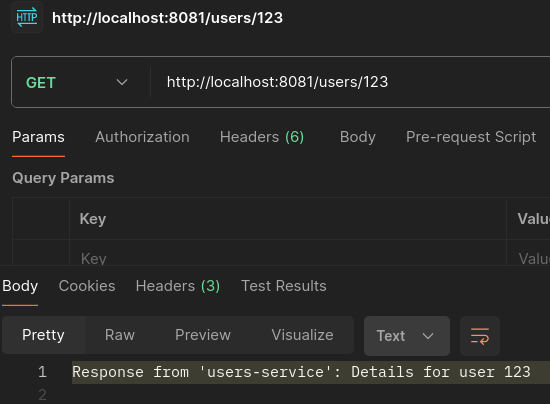 HTTP http://localhost:8081/users/123
GET http://localhost:8081/users/123
Params Authorization Headers (6) Body Pre-request Script
Query Params
Key Valu
Key Valu
Body Cookies Headers (3) Test Results
Pretty Raw Preview Visualize Text
1 Response from 'users-service': Details for user 123
2